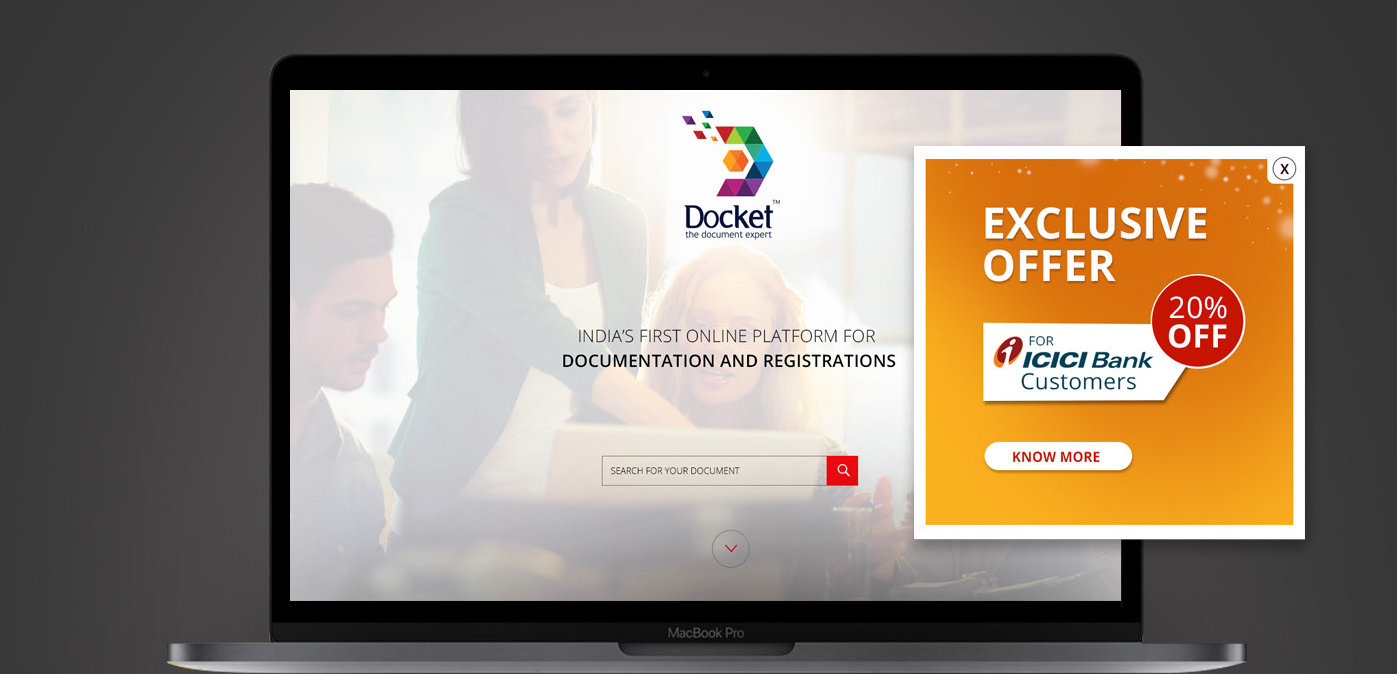 Docket™
the document expert
INDIA'S FIRST ONLINE PLATFORM FOR
DOCUMENTATION AND REGISTRATIONS
SEARCH FOR YOUR DOCUMENT
X
EXCLUSIVE
OFFER
20%
OFF
FOR
ICICI Bank
Customers
KNOW MORE
MacBook Pro